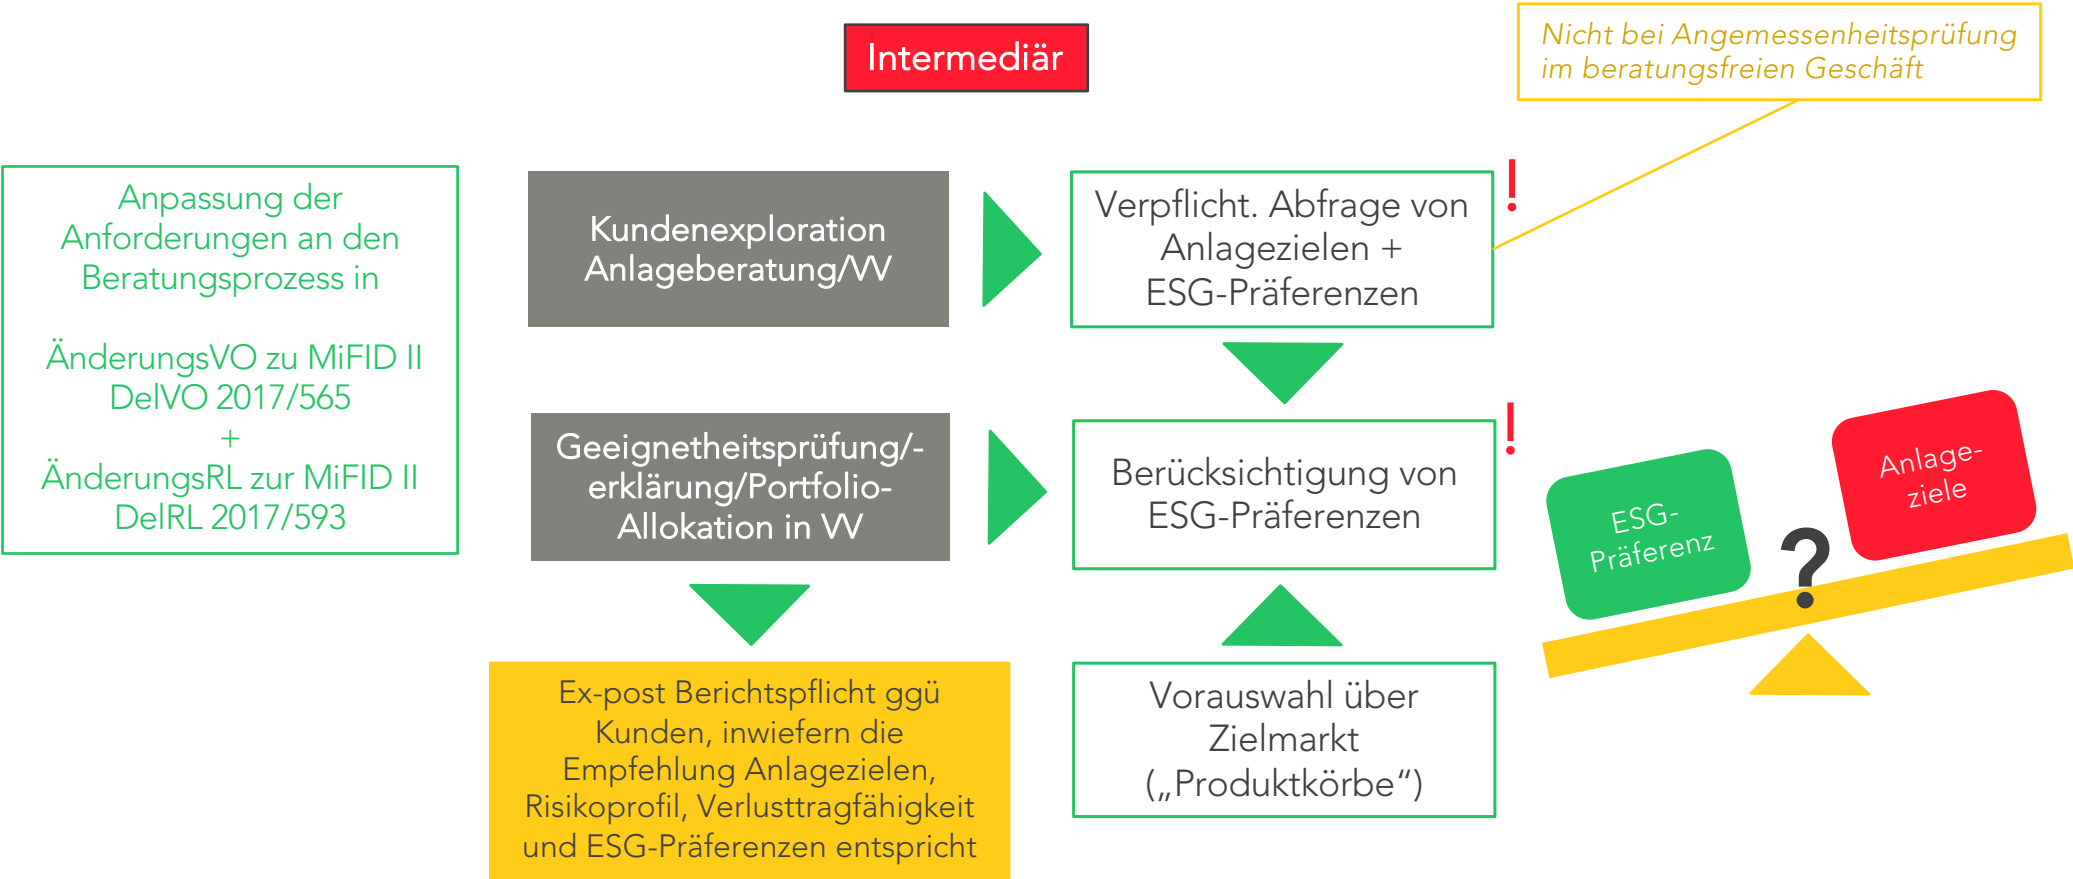 Intermediär
Nicht bei Angemessenheitsprüfung
im beratungsfreien Geschäft
Anpassung der
Anforderungen an den
Beratungsprozess in
ÄnderungsVO zu MiFID II
DelVO 2017/565
+
ÄnderungsRL zur MiFID II
DelRL 2017/593
Kundenexploration
Anlageberatung/VV
Verpflicht. Abfrage von
Anlagezielen +
ESG-Präferenzen
!
Geeignetheitsprüfung/-
erklärung/Portfolio-
Allokation in VV
Berücksichtigung von
ESG-Präferenzen
!
ESG-
Präferenz
?
Anlage-
ziele
Ex-post Berichtspflicht ggü
Kunden, inwiefern die
Empfehlung Anlagezielen,
Risikoprofil, Verlusttragfähigkeit
und ESG-Präferenzen entspricht
Vorauswahl über
Zielmarkt
(„Produktkörbe“)